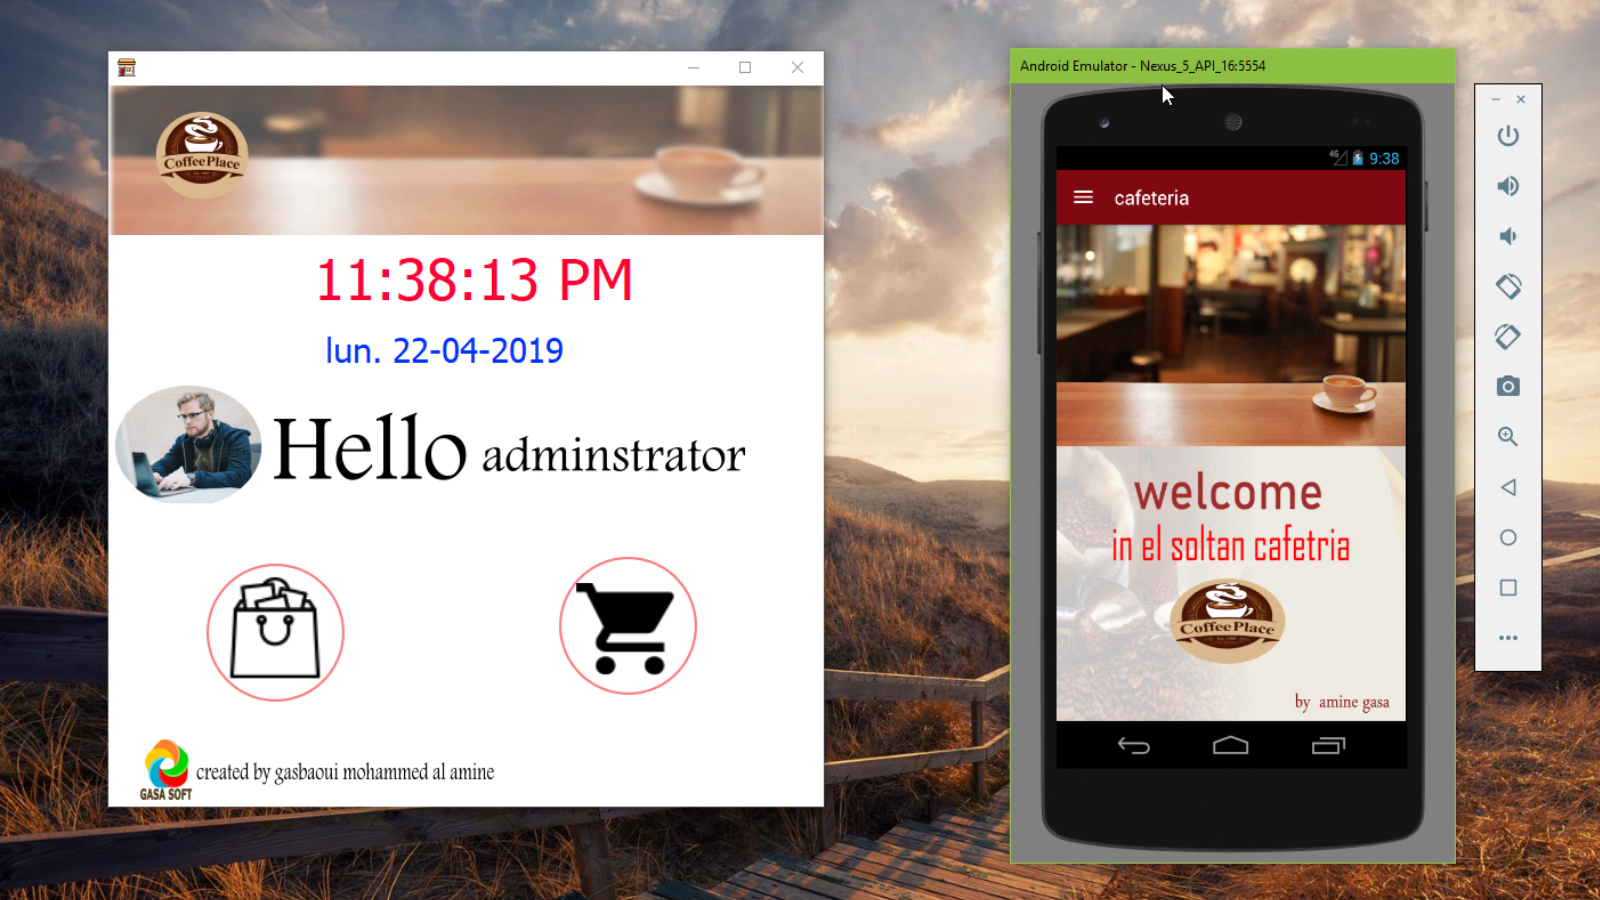 Coffee Place
11:38:13 PM
lun. 22-04-2019
Hello adminstrator
GASA SOFT
created by gasbaoui mohammed al amine
Android Emulator - Nexus_5_API_16:5554
4G 9:38
cafeteria
welcome
in el soltan cafetria
Coffee Place
by amine gasa